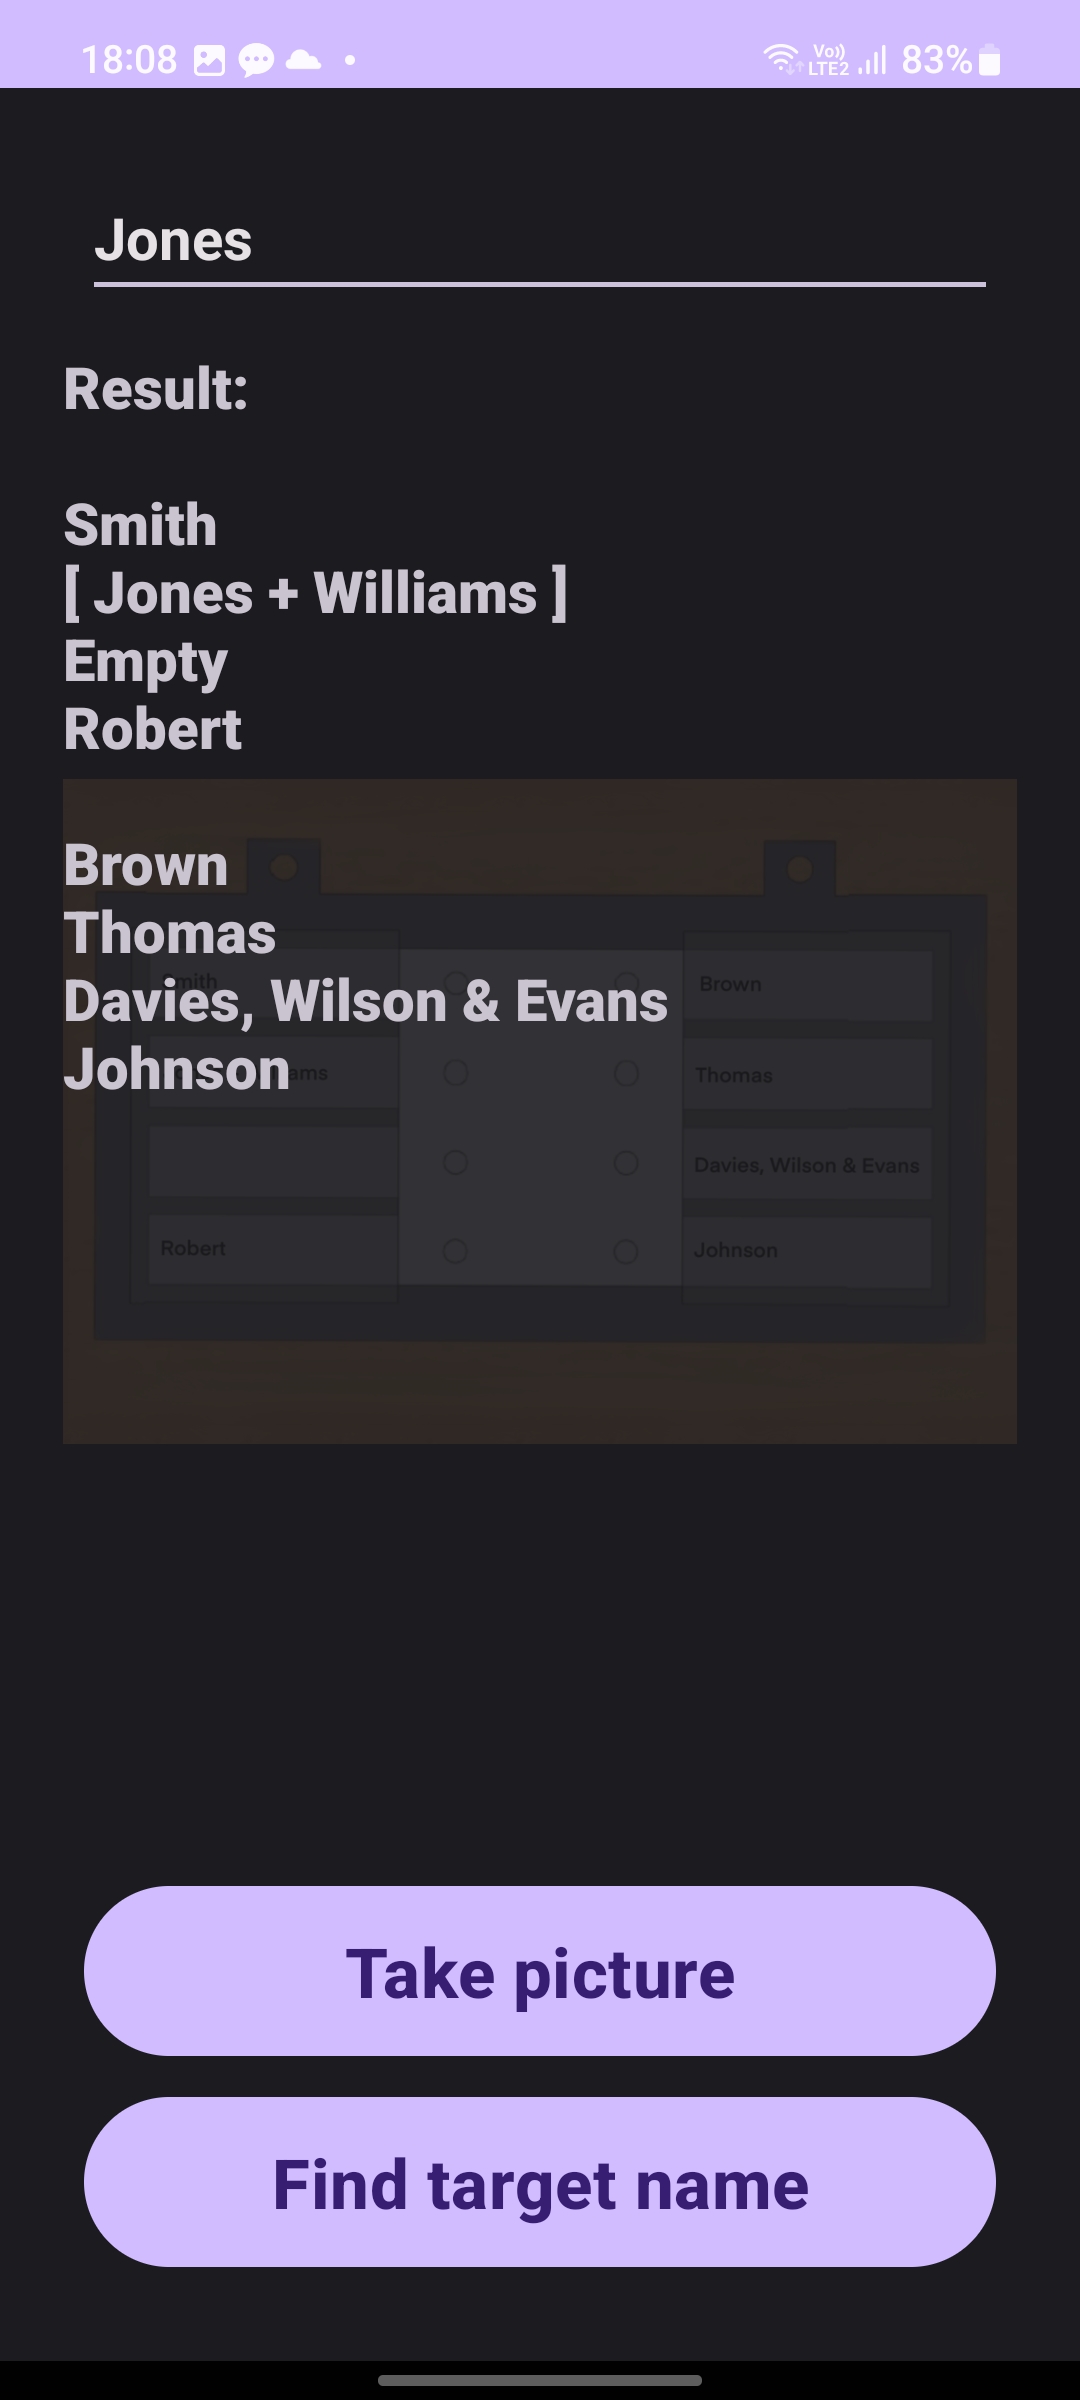 18:08
Vo))
LTE2
83%
Jones
Result:
Smith
[ Jones + Williams ]
Empty
Robert
Brown
Thomas
Davies, Wilson & Evans
Johnson
Smith
Brown
Thomas
Davies, Wilson & Evans
Robert
Johnson
Take picture
Find target name